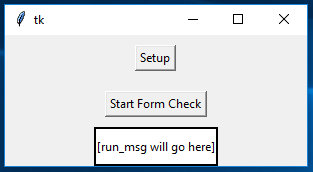 tk
Setup
Start Form Check
[run_msg will go here]